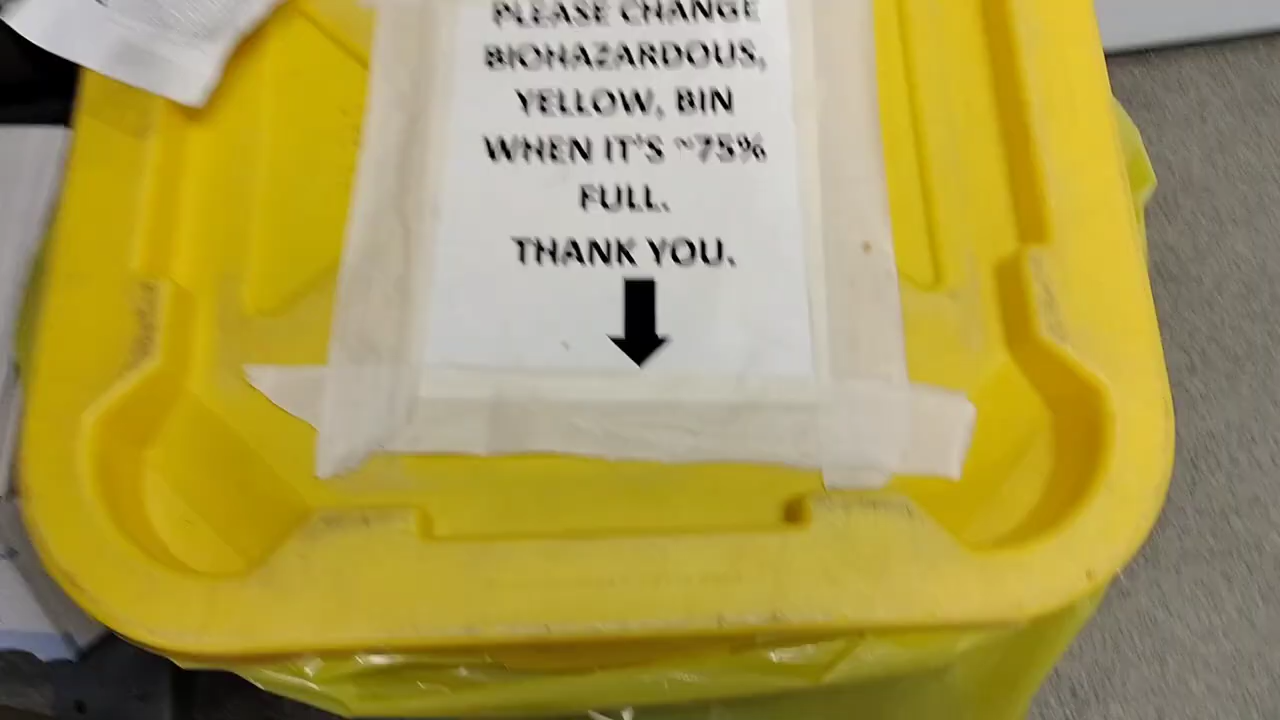 PLEASE CHANGE
BIOHAZARDOUS,
YELLOW, BIN
WHEN IT'S ~75%
FULL.
THANK YOU.